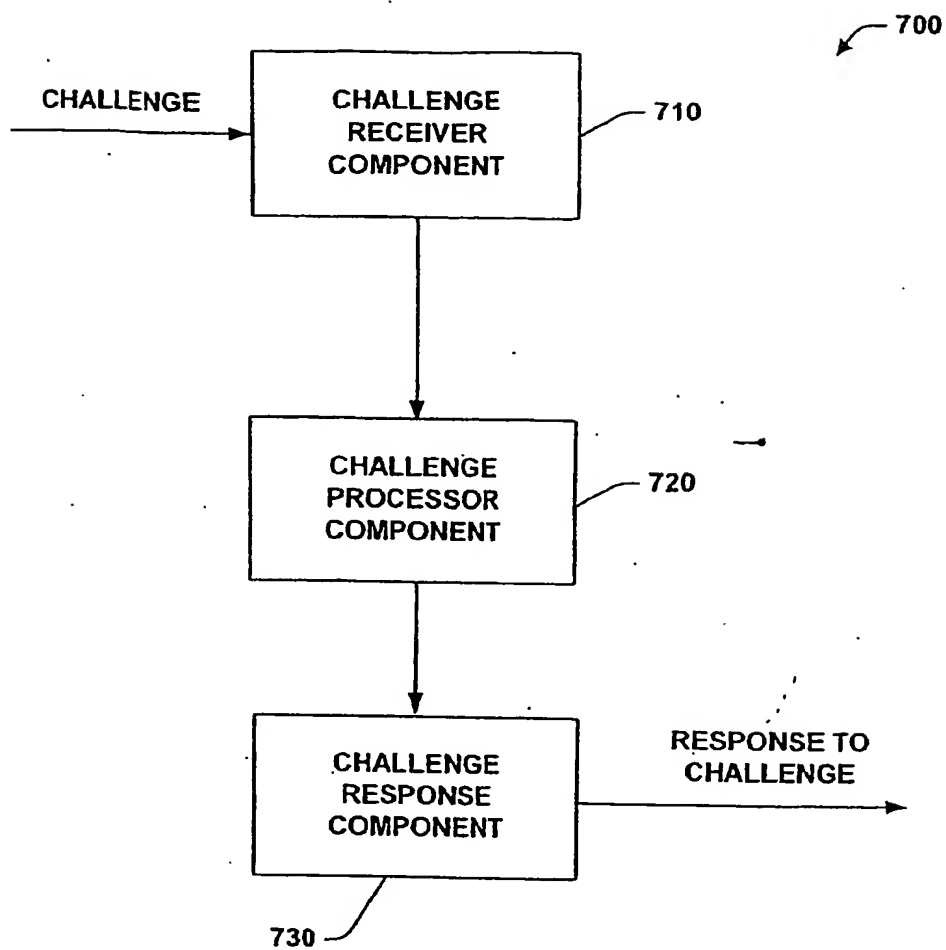 700
CHALLENGE
CHALLENGE
RECEIVER
COMPONENT
710
CHALLENGE
PROCESSOR
COMPONENT
720
CHALLENGE
RESPONSE
COMPONENT
RESPONSE TO
CHALLENGE
730